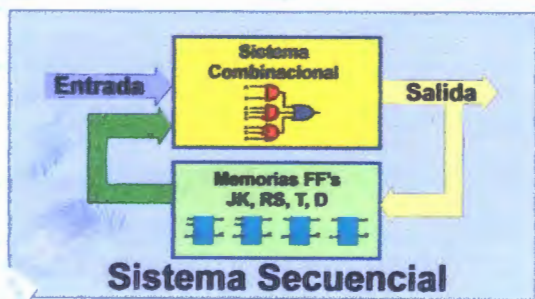 Sistema
Combinacional
Entrada
Salida
Memorias FF's
JK, RS, T, D
Sistema Secuencial